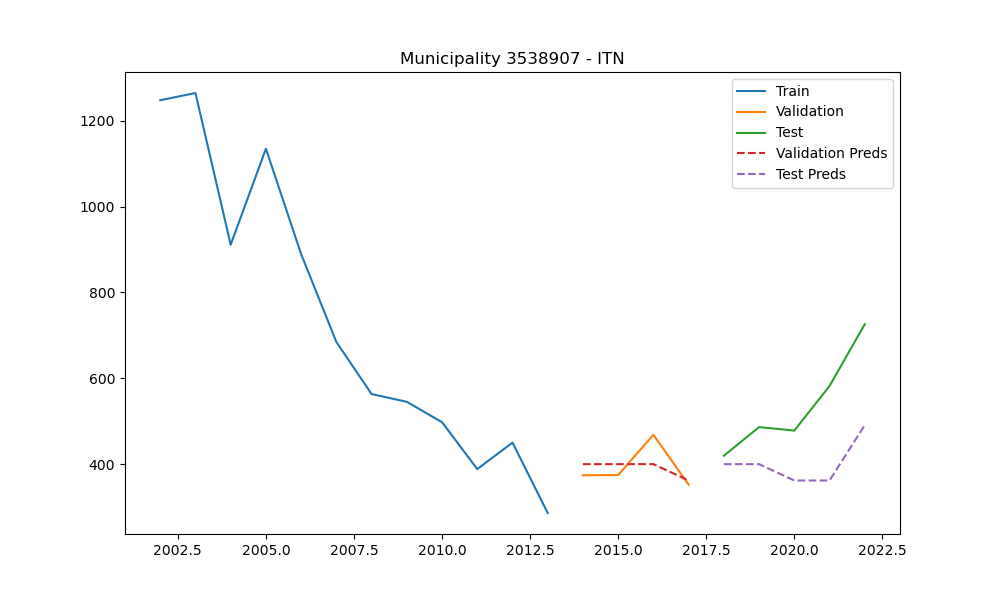 Municipality 3538907 - ITN
Train
Validation
Test
Validation Preds
Test Preds
1200
1000
800
600
400
2002.5 2005.0 2007.5 2010.0 2012.5 2015.0 2017.5 2020.0 2022.5